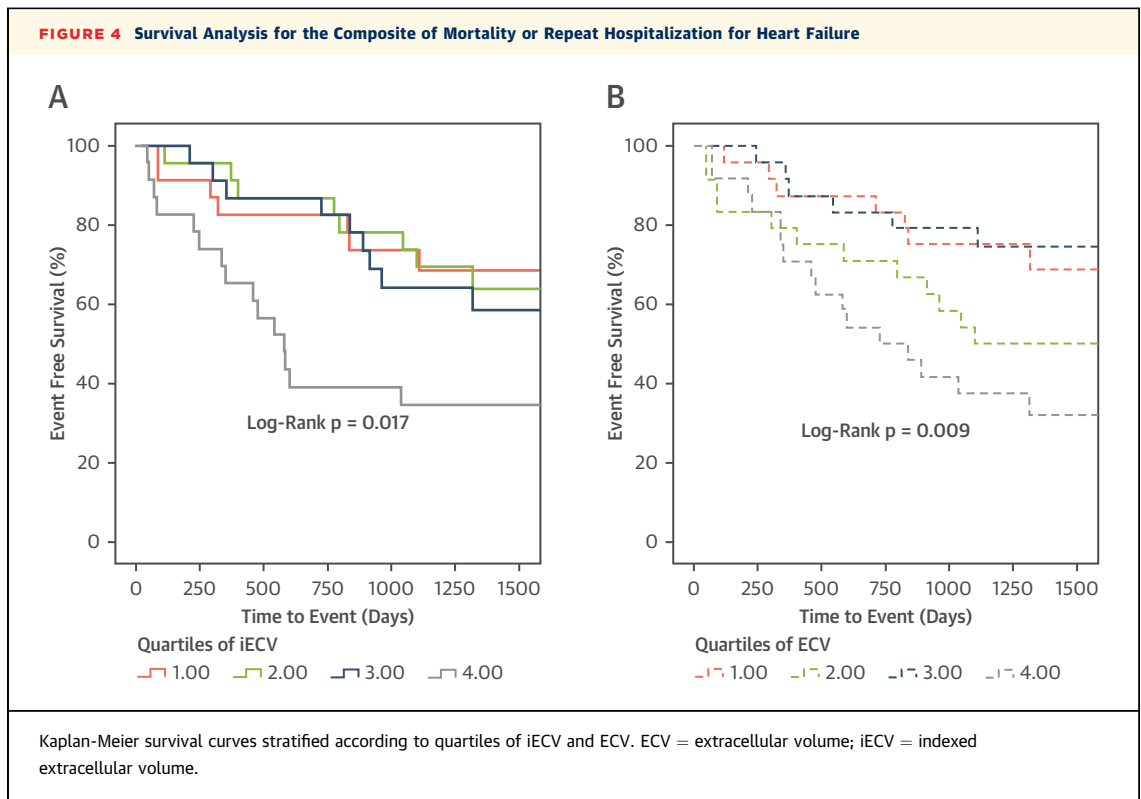 FIGURE 4 Survival Analysis for the Composite of Mortality or Repeat Hospitalization for Heart Failure
A
Event Free Survival (%)
100
80
60
40
20
0
Log-Rank p = 0.017
0 250 500 750 1000 1250 1500
Time to Event (Days)
Quartiles of iECV
1.00 2.00 3.00 4.00
B
Event Free Survival (%)
100
80
60
40
20
0
Log-Rank p = 0.009
0 250 500 750 1000 1250 1500
Time to Event (Days)
Quartiles of ECV
1.00 2.00 3.00 4.00
Kaplan-Meier survival curves stratified according to quartiles of iECV and ECV. ECV = extracellular volume; iECV = indexed
extracellular volume.